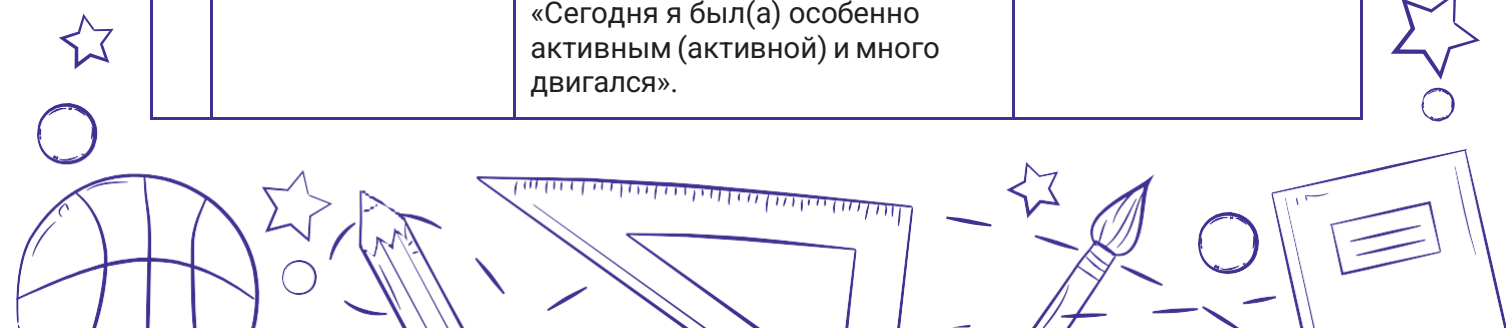 «Сегодня я был(а) особенно
активным (активной) и много
двигался».